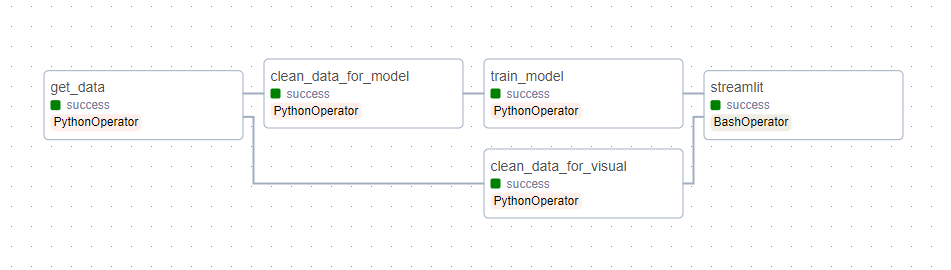 get_data
success
PythonOperator
clean_data_for_model
success
PythonOperator
train_model
success
PythonOperator
streamlit
success
BashOperator
clean_data_for_visual
success
PythonOperator